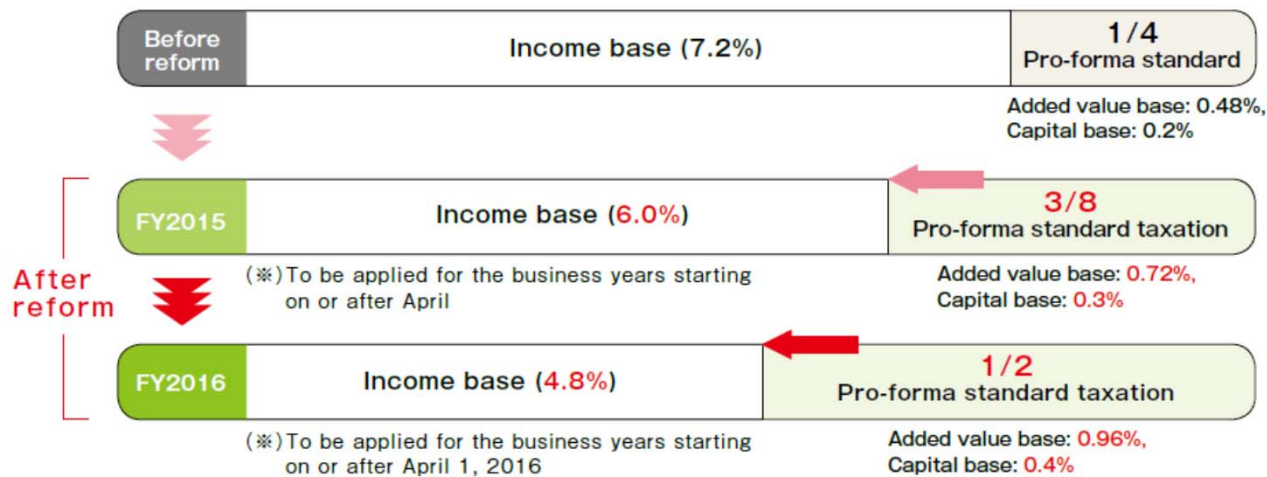 Before
reform
Income base (7.2%)
1/4
Pro-forma standard
Added value base: 0.48%,
Capital base: 0.2%
After
reform
FY2015
Income base (6.0%)
3/8
Pro-forma standard taxation
(※)To be applied for the business years starting
on or after April
Added value base: 0.72%,
Capital base: 0.3%
FY2016
Income base (4.8%)
1/2
Pro-forma standard taxation
(※)To be applied for the business years starting
on or after April 1, 2016
Added value base: 0.96%,
Capital base: 0.4%